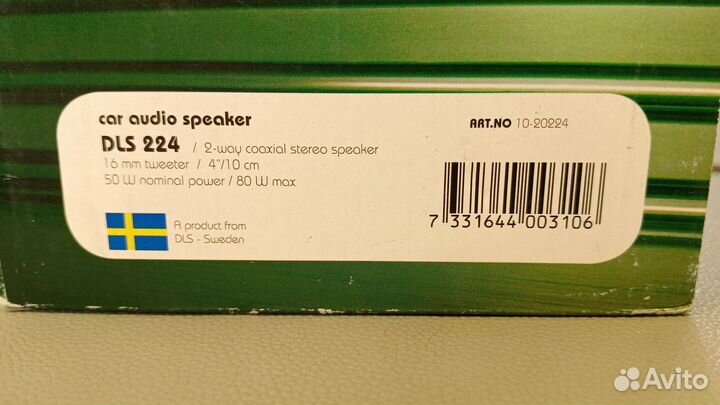 car audio speaker
DLS 224 / 2-way coaxial stereo speaker
16 mm tweeter / 4"/10 cm
50 W nominal power / 80 W max
A product from
DLS - Sweden
ART.NO 10-20224
7 331644 003106
Avito